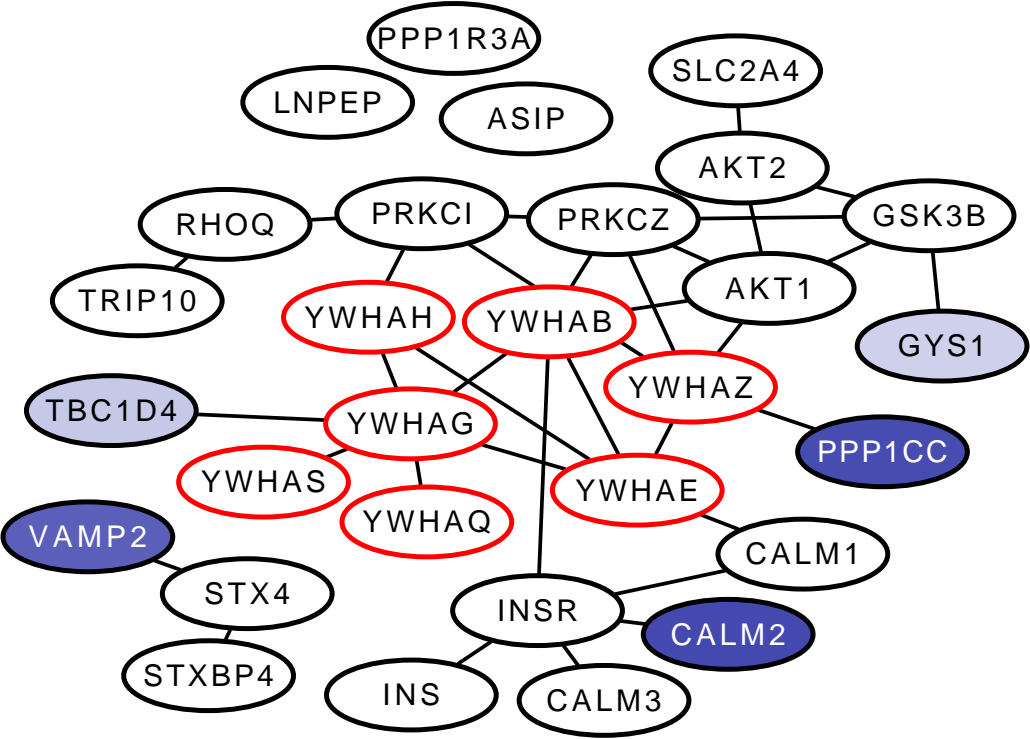 PPP1R3A
SLC2A4
LNPEP
ASIP
AKT2
PRKCI
PRKCZ
GSK3B
RHOQ
AKT1
TRIP10
YWHAH
YWHAB
GYS1
YWHAZ
TBC1D4
YWHAG
PPP1CC
YWHAS
YWHAE
YWHAQ
VAMP2
CALM1
STX4
INSR
CALM2
STXBP4
INS
CALM3